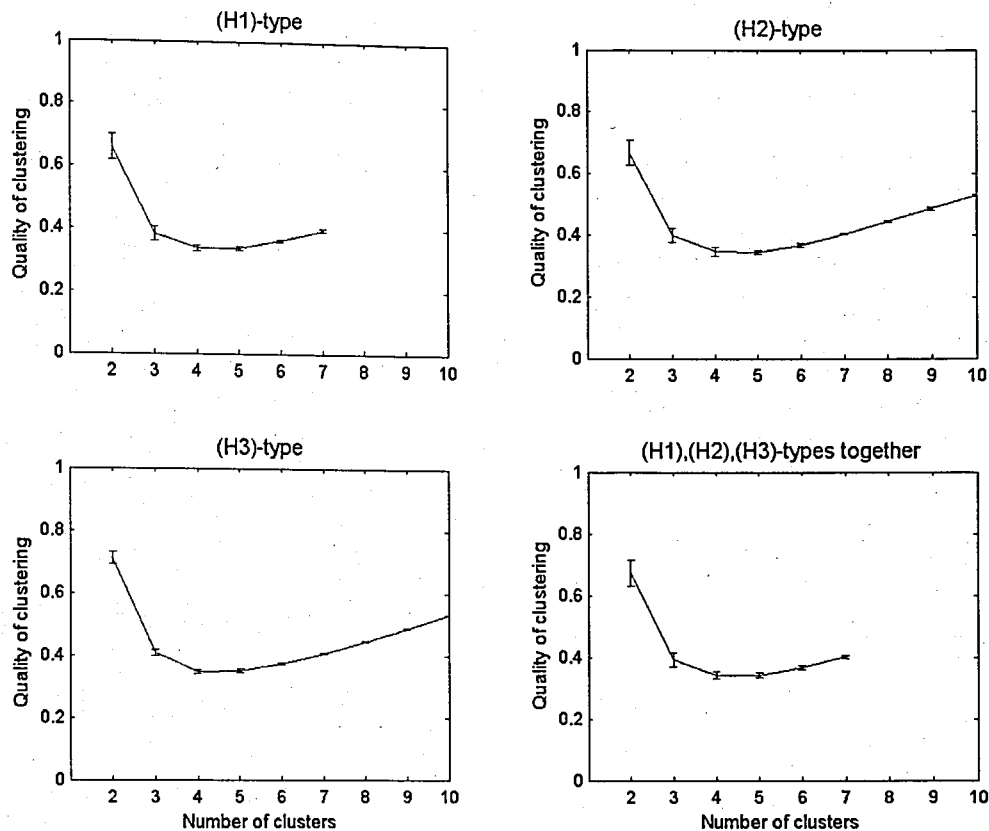 (H1)-type
Quality of clustering
1
0.8
0.6
0.4
0.2
0
2 3 4 5 6 7 8 9 10
(H2)-type
Quality of clustering
1
0.8
0.6
0.4
0.2
0
2 3 4 5 6 7 8 9 10
(H3)-type
Quality of clustering
1
0.8
0.6
0.4
0.2
0
2 3 4 5 6 7 8 9 10
Number of clusters
(H1),(H2),(H3)-types together
Quality of clustering
1
0.8
0.6
0.4
0.2
0
2 3 4 5 6 7 8 9 10
Number of clusters